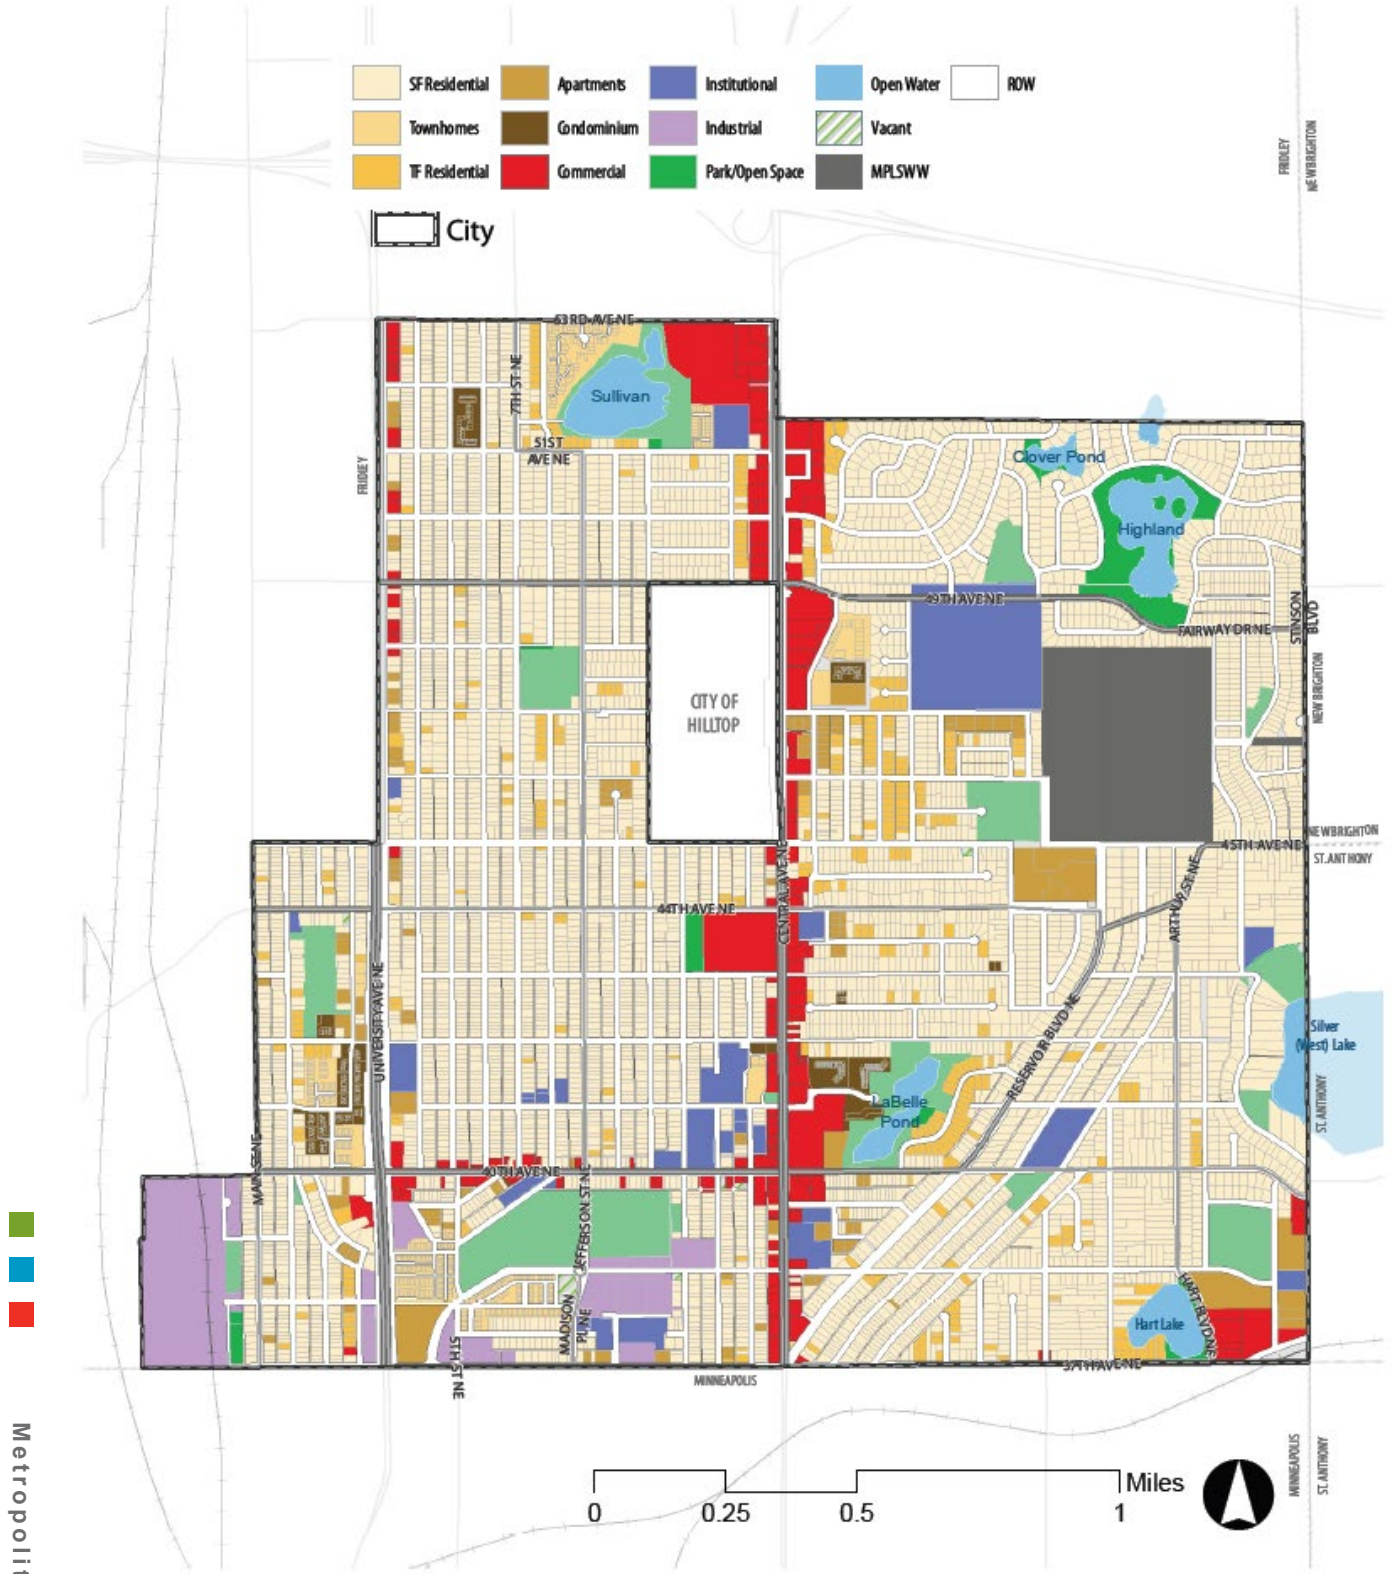 SF Residential
Apartments
Institutional
Open Water
ROW
Townhomes
Condominium
Industrial
Vacant
TF Residential
Commercial
Park/Open Space
MPLSWW
City
FRIDLEY
NEW BRIGHTON
53RD AVE NE
7TH ST NE
Sullivan
51ST
AVE NE
FRIDLEY
Clover Pond
Highland
49TH AVE NE
FAIRWAY DR NE
STINSON
BLVD
CITY OF
HILLTOP
NEW BRIGHTON
NEW BRIGHTON
45TH AVE NE
ST. ANTHONY
CENTRAL AVE NE
44TH AVE NE
ARTHUR ST NE
UNIVERSITY AVE NE
RESERVOIR BLVD NE
Silver
(West) Lake
LaBelle
Pond
ST. ANTHONY
MAIN ST NE
40TH AVE NE
JEFFERSON ST NE
HART BLVD NE
Hart Lake
MADISON
PL NE
5TH ST NE
37TH AVE NE
MINNEAPOLIS
MINNEAPOLIS
ST. ANTHONY
Miles
0
0.25
0.5
1
Metropolit